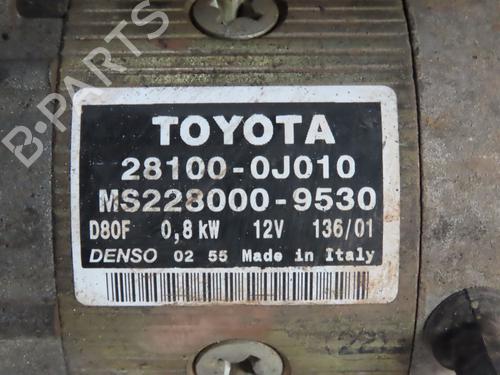 B-PARTS
TOYOTA
28100-0J010
MS228000-9530
D80F 0,8 kW 12V 136/01
DENSO 02 55 Made in Italy